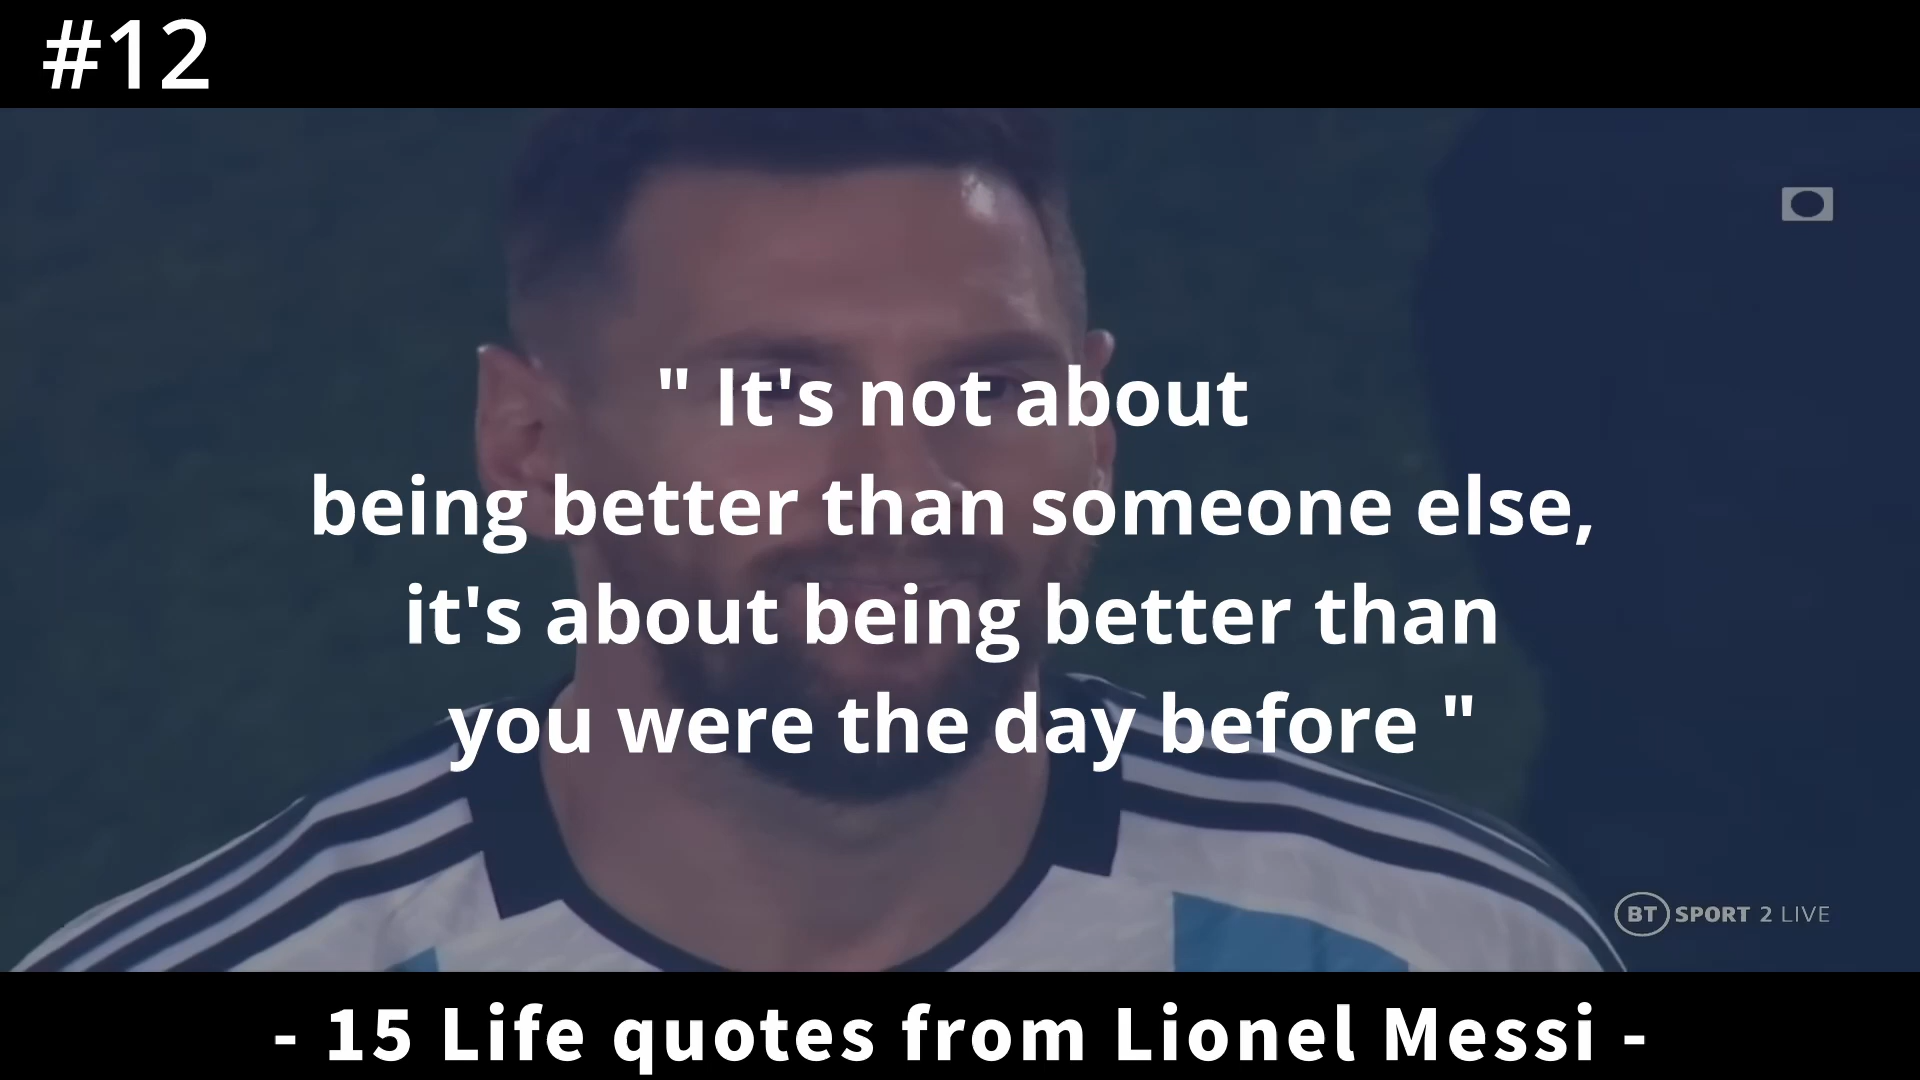 #12
" It's not about
being better than someone else,
it's about being better than
you were the day before "
BT SPORT 2 LIVE
- 15 Life quotes from Lionel Messi -